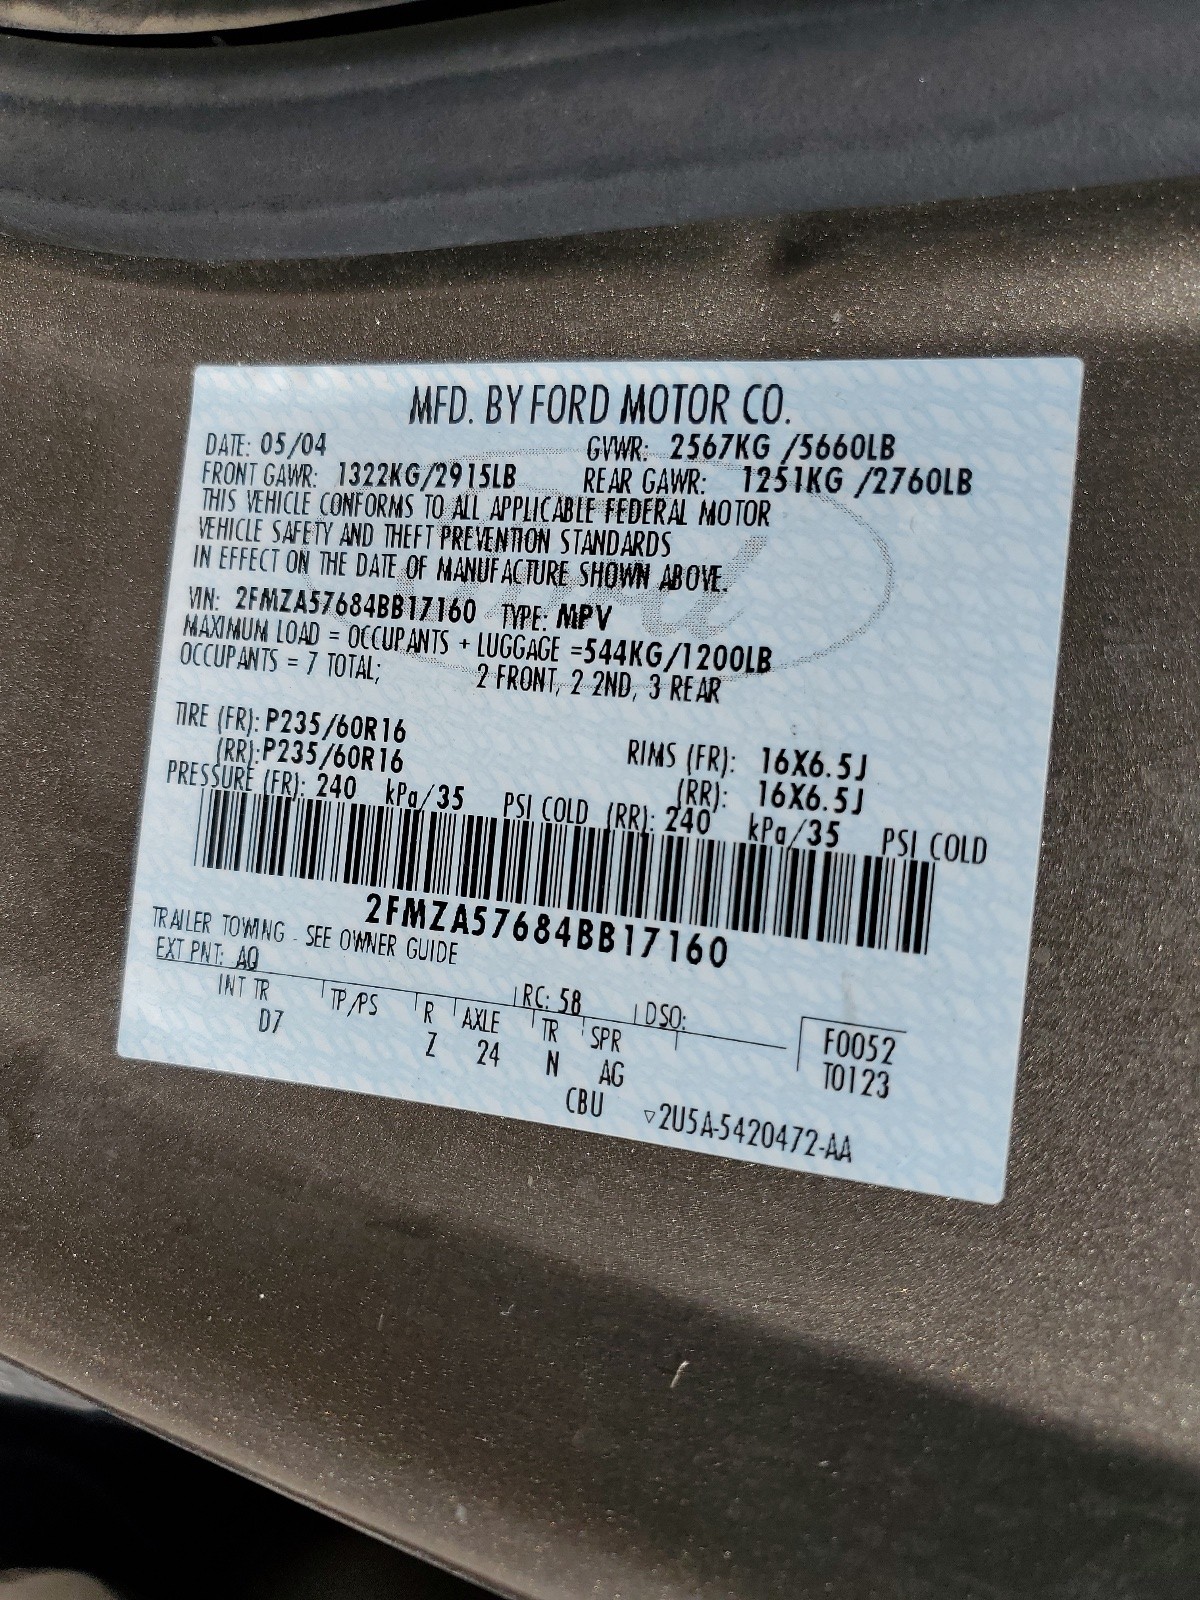 MFD. BY FORD MOTOR CO.
DATE: 05/04 GVWR: 2567KG /5660LB
FRONT GAWR: 1322KG/2915LB REAR GAWR: 1251KG /2760LB
THIS VEHICLE CONFORMS TO ALL APPLICABLE FEDERAL MOTOR
VEHICLE SAFETY AND THEFT PREVENTION STANDARDS
IN EFFECT ON THE DATE OF MANUFACTURE SHOWN ABOVE.
VIN: 2FMZA57684BB17160 TYPE: MPV
MAXIMUM LOAD = OCCUPANTS + LUGGAGE =544KG/1200LB
OCCUPANTS = 7 TOTAL; 2 FRONT, 2 2ND, 3 REAR
TIRE (FR): P235/60R16 RIMS (FR): 16X6.5J
(RR): P235/60R16 (RR): 16X6.5J
PRESSURE (FR): 240 kPa/35 PSI COLD (RR): 240 kPa/35 PSI COLD
2FMZA57684BB17160
TRAILER TOWING - SEE OWNER GUIDE
EXT PNT: AQ RC: 58 DSO:
INT TR TP/PS R AXLE TR SPR F0052
D7 Z 24 N AG T0123
CBU ▽2U5A-5420472-AA